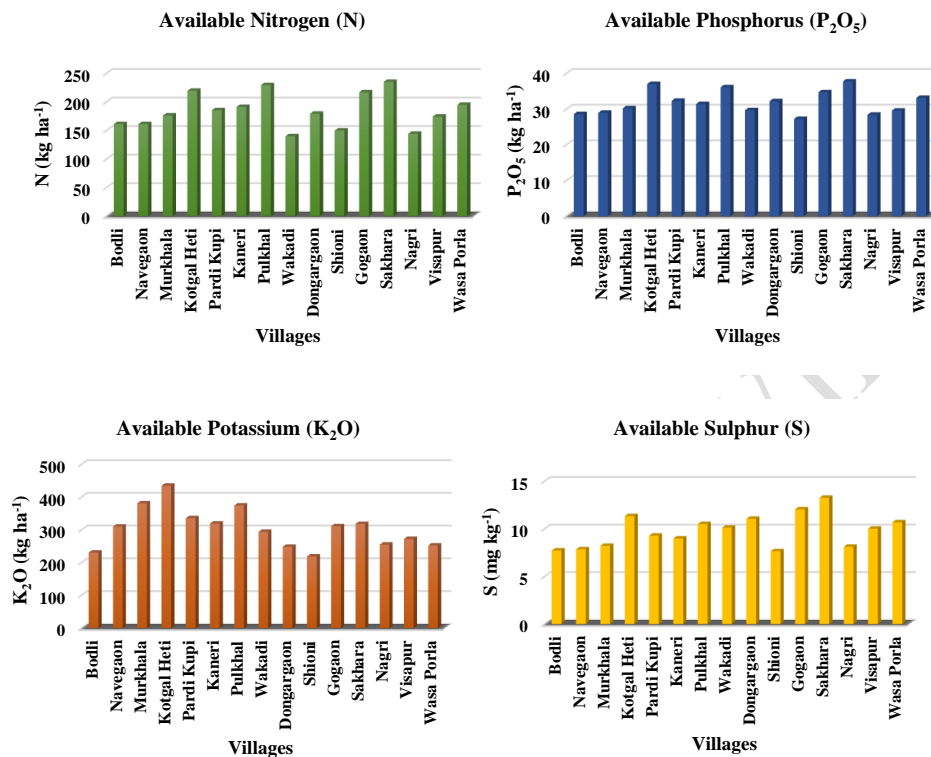 Available Nitrogen (N)
N (kg ha⁻¹)
250
200
150
100
50
0
Bodli
Navegaon
Murkhala
Kotgal Heti
Pardi Kupi
Kaneri
Pulkhal
Wakadi
Dongargaon
Shioni
Gogaon
Sakhara
Nagri
Visapur
Wasa Porla
Villages
Available Phosphorus (P₂O₅)
P₂O₅ (kg ha⁻¹)
40
30
20
10
0
Bodli
Navegaon
Murkhala
Kotgal Heti
Pardi Kupi
Kaneri
Pulkhal
Wakadi
Dongargaon
Shioni
Gogaon
Sakhara
Nagri
Visapur
Wasa Porla
Villages
Available Potassium (K₂O)
K₂O (kg ha⁻¹)
500
400
300
200
100
0
Bodli
Navegaon
Murkhala
Kotgal Heti
Pardi Kupi
Kaneri
Pulkhal
Wakadi
Dongargaon
Shioni
Gogaon
Sakhara
Nagri
Visapur
Wasa Porla
Villages
Available Sulphur (S)
S (mg kg⁻¹)
15
10
5
0
Bodli
Navegaon
Murkhala
Kotgal Heti
Pardi Kupi
Kaneri
Pulkhal
Wakadi
Dongargaon
Shioni
Gogaon
Sakhara
Nagri
Visapur
Wasa Porla
Villages